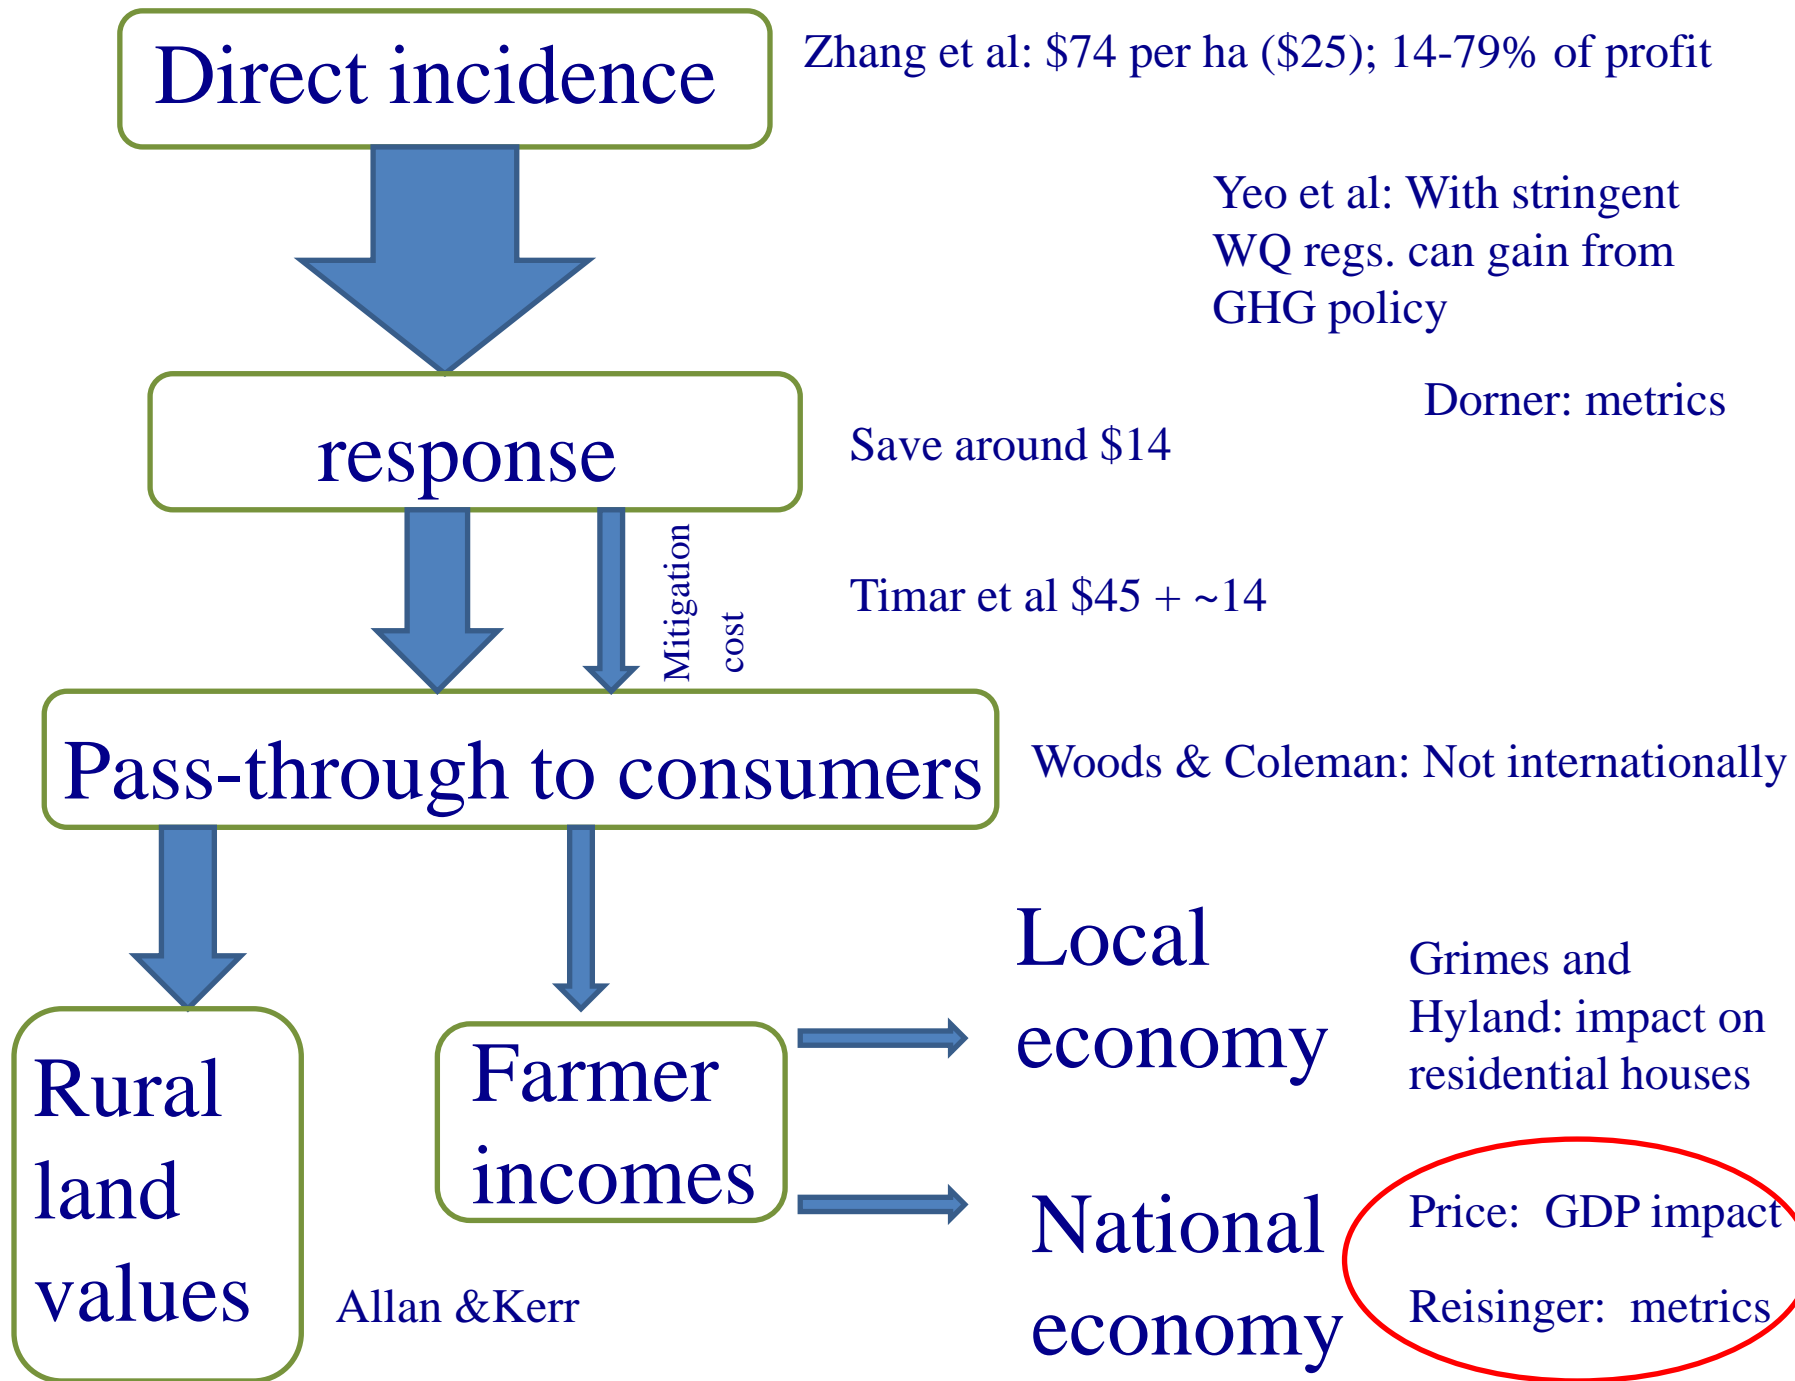 Direct incidence
Zhang et al: $74 per ha ($25); 14-79% of profit
Yeo et al: With stringent
WQ regs. can gain from
GHG policy
Dorner: metrics
response
Save around $14
Mitigation
cost
Timar et al $45 + ~14
Pass-through to consumers
Woods & Coleman: Not internationally
Rural
land
values
Allan &Kerr
Farmer
incomes
Local
economy
Grimes and
Hyland: impact on
residential houses
National
economy
Price:  GDP impact
Reisinger:  metrics